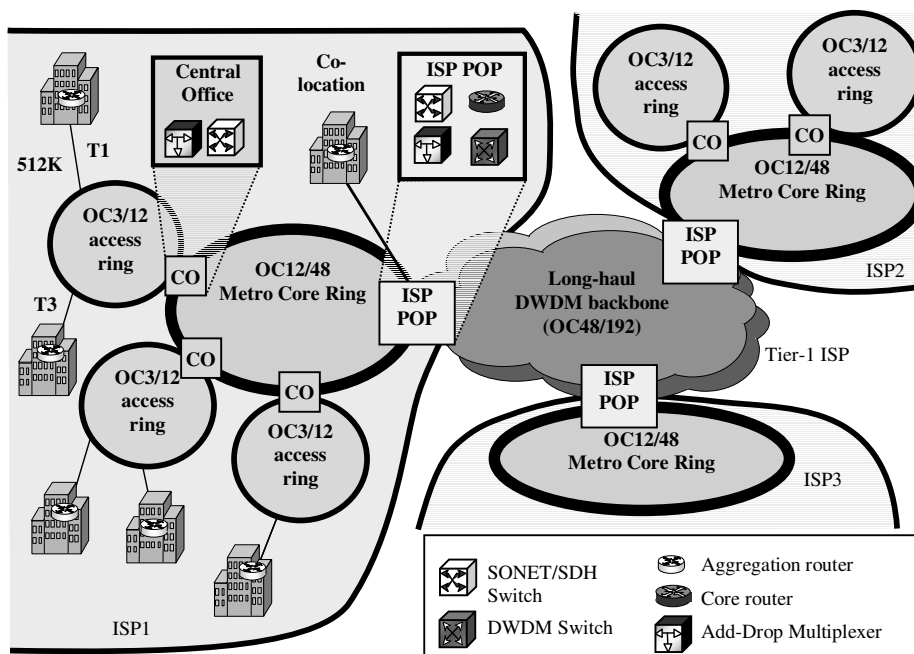 Central
Office
Co-
location
ISP POP
T1
512K
OC3/12
access
ring
CO
OC12/48
Metro Core Ring
ISP
POP
T3
CO
OC3/12
access
ring
CO
OC3/12
access
ring
ISP1
OC3/12
access
ring
OC3/12
access
ring
CO
CO
OC12/48
Metro Core Ring
ISP
POP
ISP2
Long-haul
DWDM backbone
(OC48/192)
Tier-1 ISP
ISP
POP
OC12/48
Metro Core Ring
ISP3
SONET/SDH
Switch
DWDM Switch
Aggregation router
Core router
Add-Drop Multiplexer